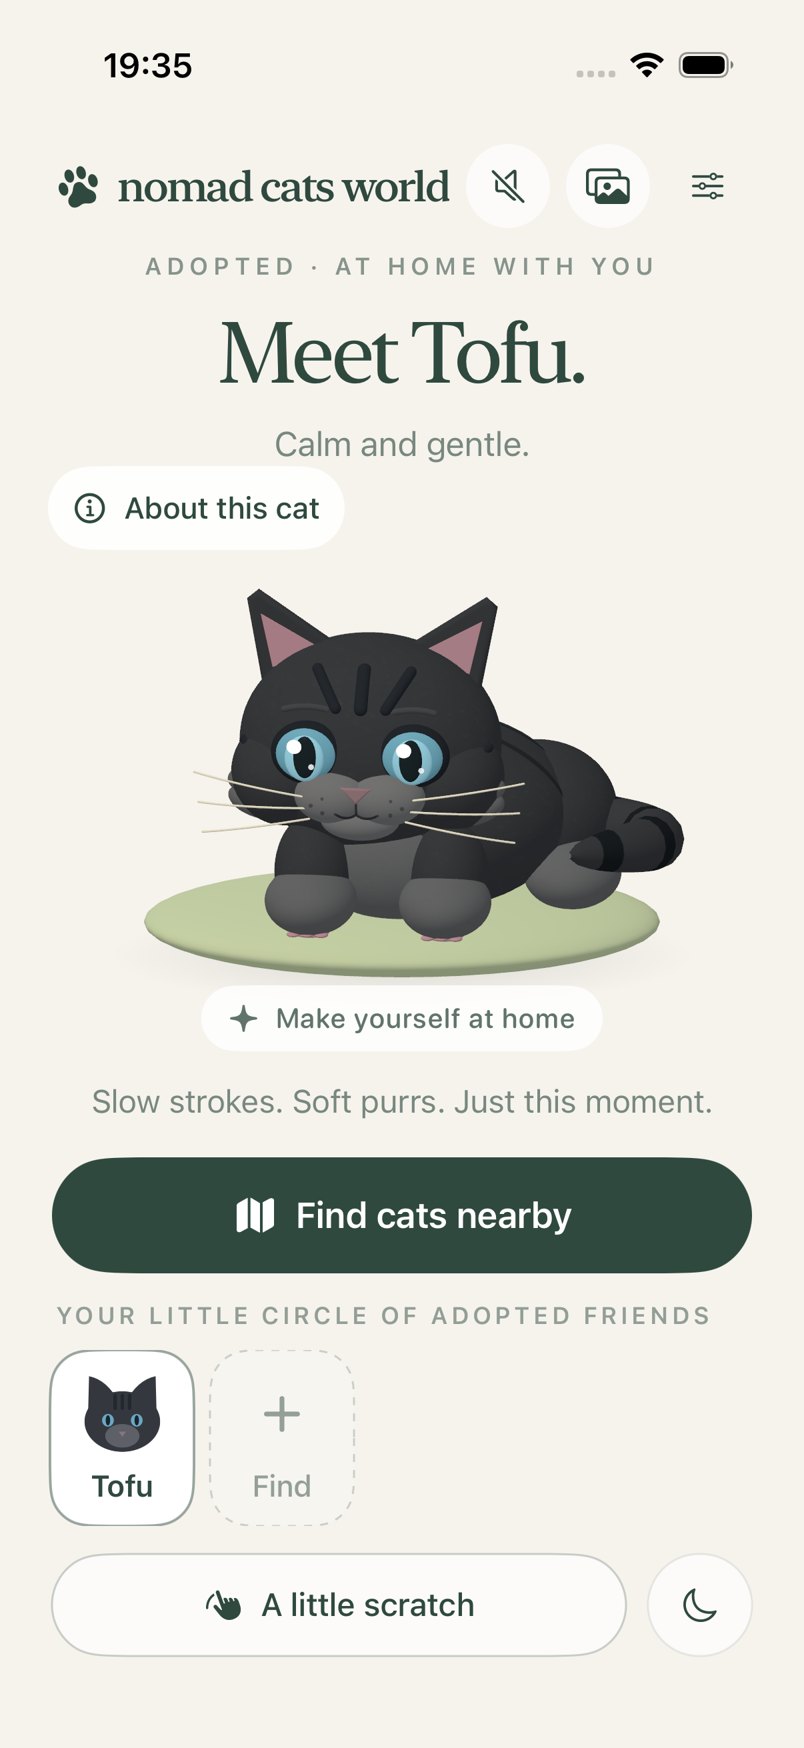 19:35
nomad cats world
ADOPTED · AT HOME WITH YOU
Meet Tofu.
Calm and gentle.
About this cat
Make yourself at home
Slow strokes. Soft purrs. Just this moment.
Find cats nearby
YOUR LITTLE CIRCLE OF ADOPTED FRIENDS
Tofu
Find
A little scratch